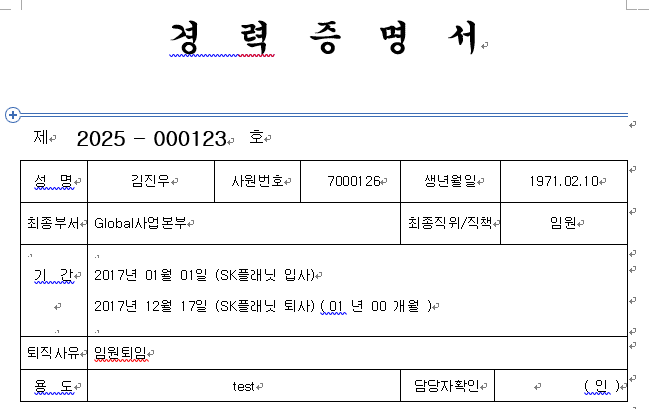 경 력 증 명 서
제 2025 - 000123 호
성 명 김진우 사원번호 7000126 생년월일 1971.02.10
최종부서 Global사업본부 최종직위/직책 임원
기 간 2017년 01월 01일 (SK플래닛 입사)
2017년 12월 17일 (SK플래닛 퇴사) ( 01 년 00 개월 )
퇴직사유 임원퇴임
용 도 test 담당자확인 ( 인 )